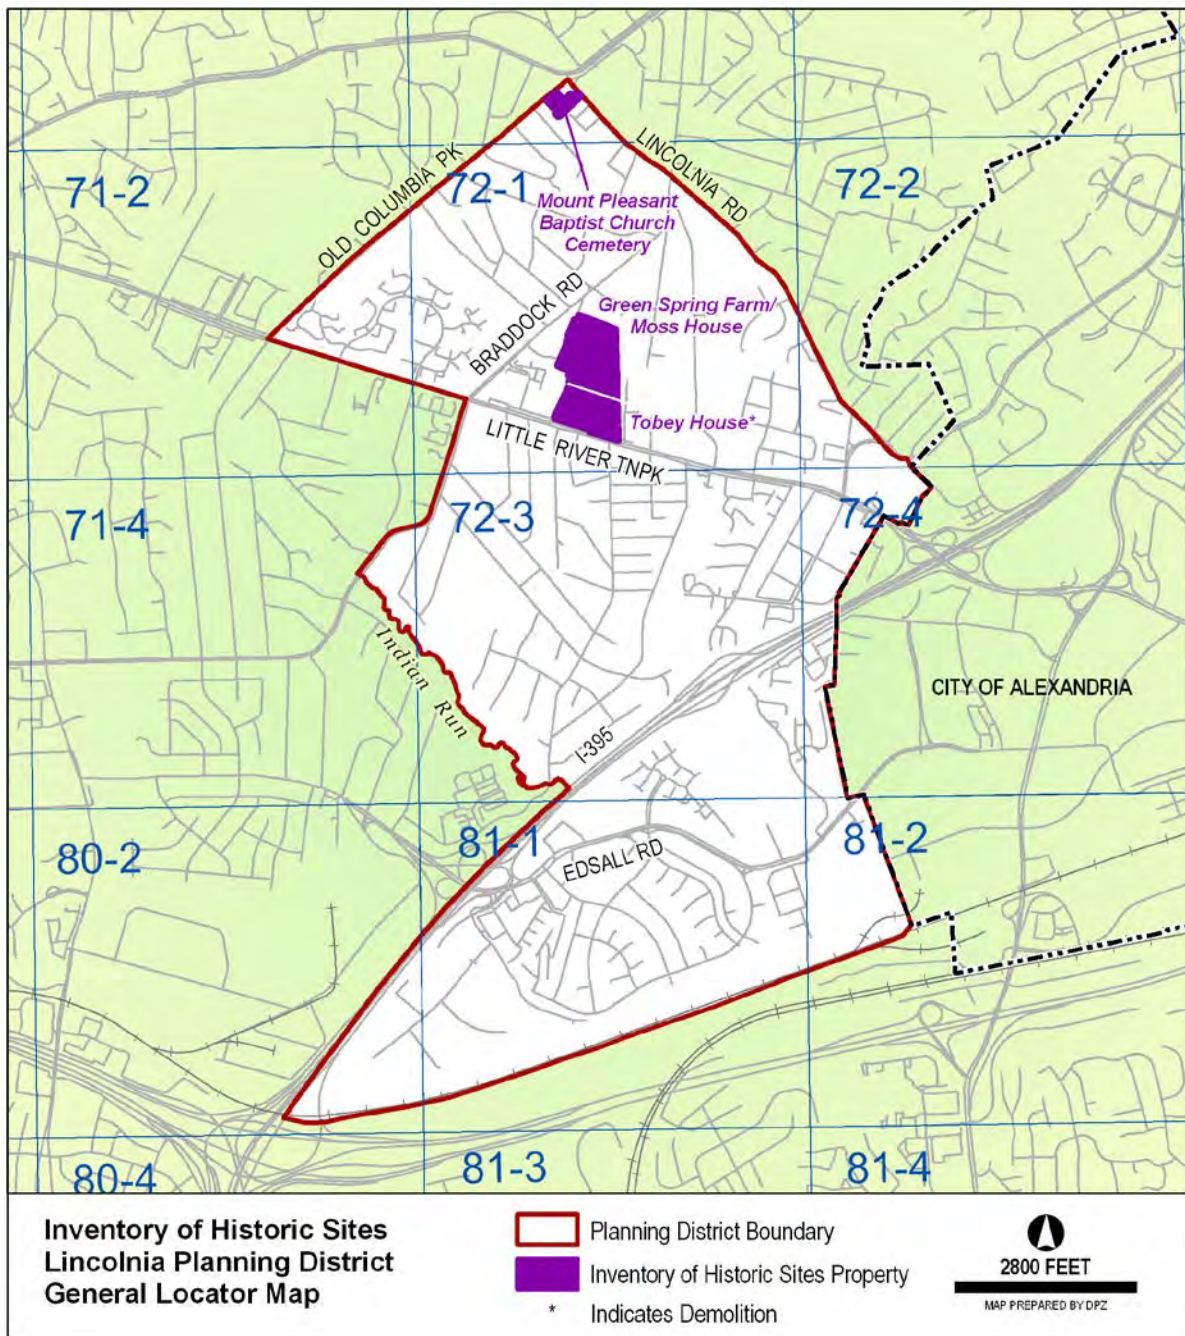 OLD COLUMBIA PK
LINCOLNIA RD
71-2
72-1
72-2
Mount Pleasant
Baptist Church
Cemetery
BRADDOCK RD
Green Spring Farm/
Moss House
Tobey House*
LITTLE RIVER TNPK
71-4
72-3
72-4
Indian Run
CITY OF ALEXANDRIA
I-395
80-2
81-1
81-2
EDSALL RD
80-4
81-3
81-4
Inventory of Historic Sites
Lincolnia Planning District
General Locator Map
Planning District Boundary
Inventory of Historic Sites Property
* Indicates Demolition
2800 FEET
MAP PREPARED BY DPZ